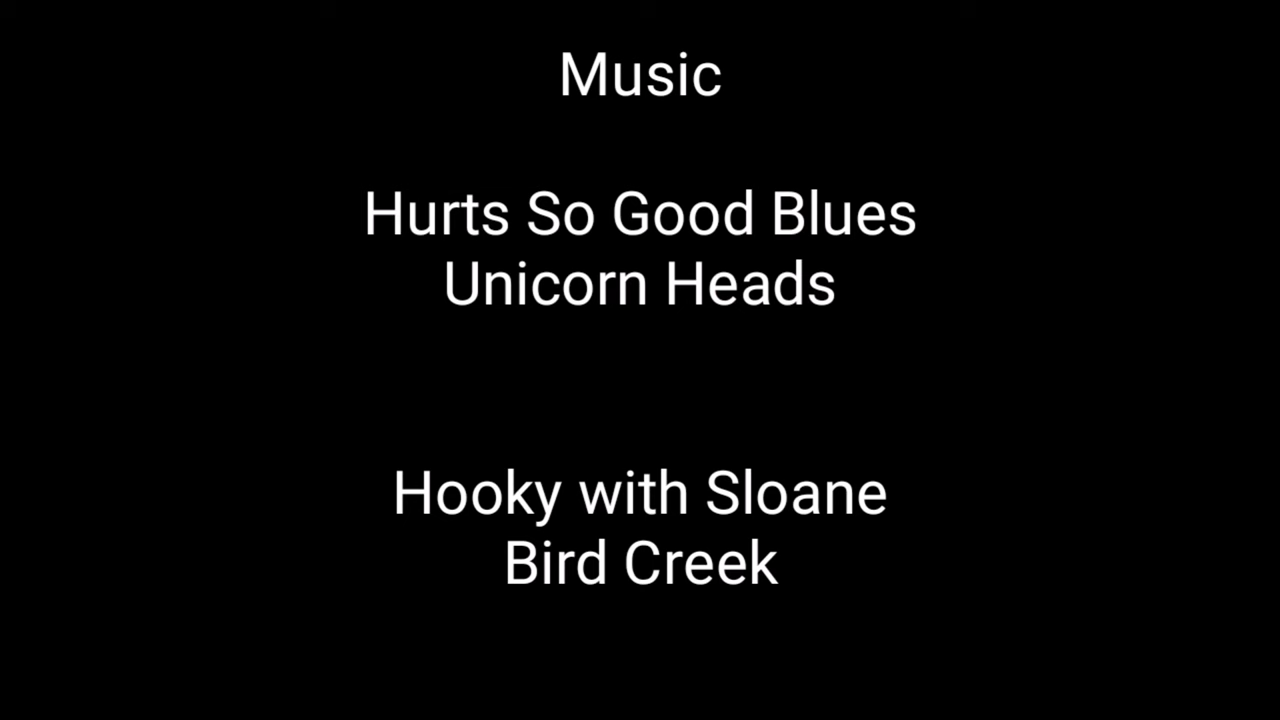 Music
Hurts So Good Blues
Unicorn Heads
Hooky with Sloane
Bird Creek